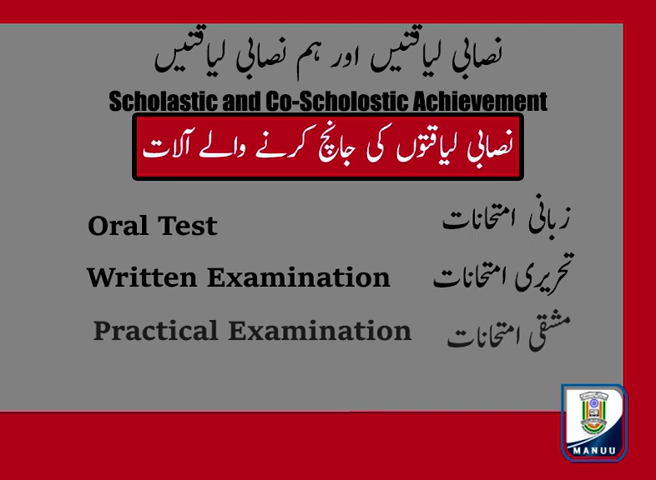 نصابی لیاقتیں اور ہم نصابی لیاقتیں
Scholastic and Co-Scholostic Achievement
نصابی لیاقتوں کی جانچ کرنے والے آلات
Oral Test زبانی امتحانات
Written Examination تحریری امتحانات
Practical Examination مشقی امتحانات
MANUU